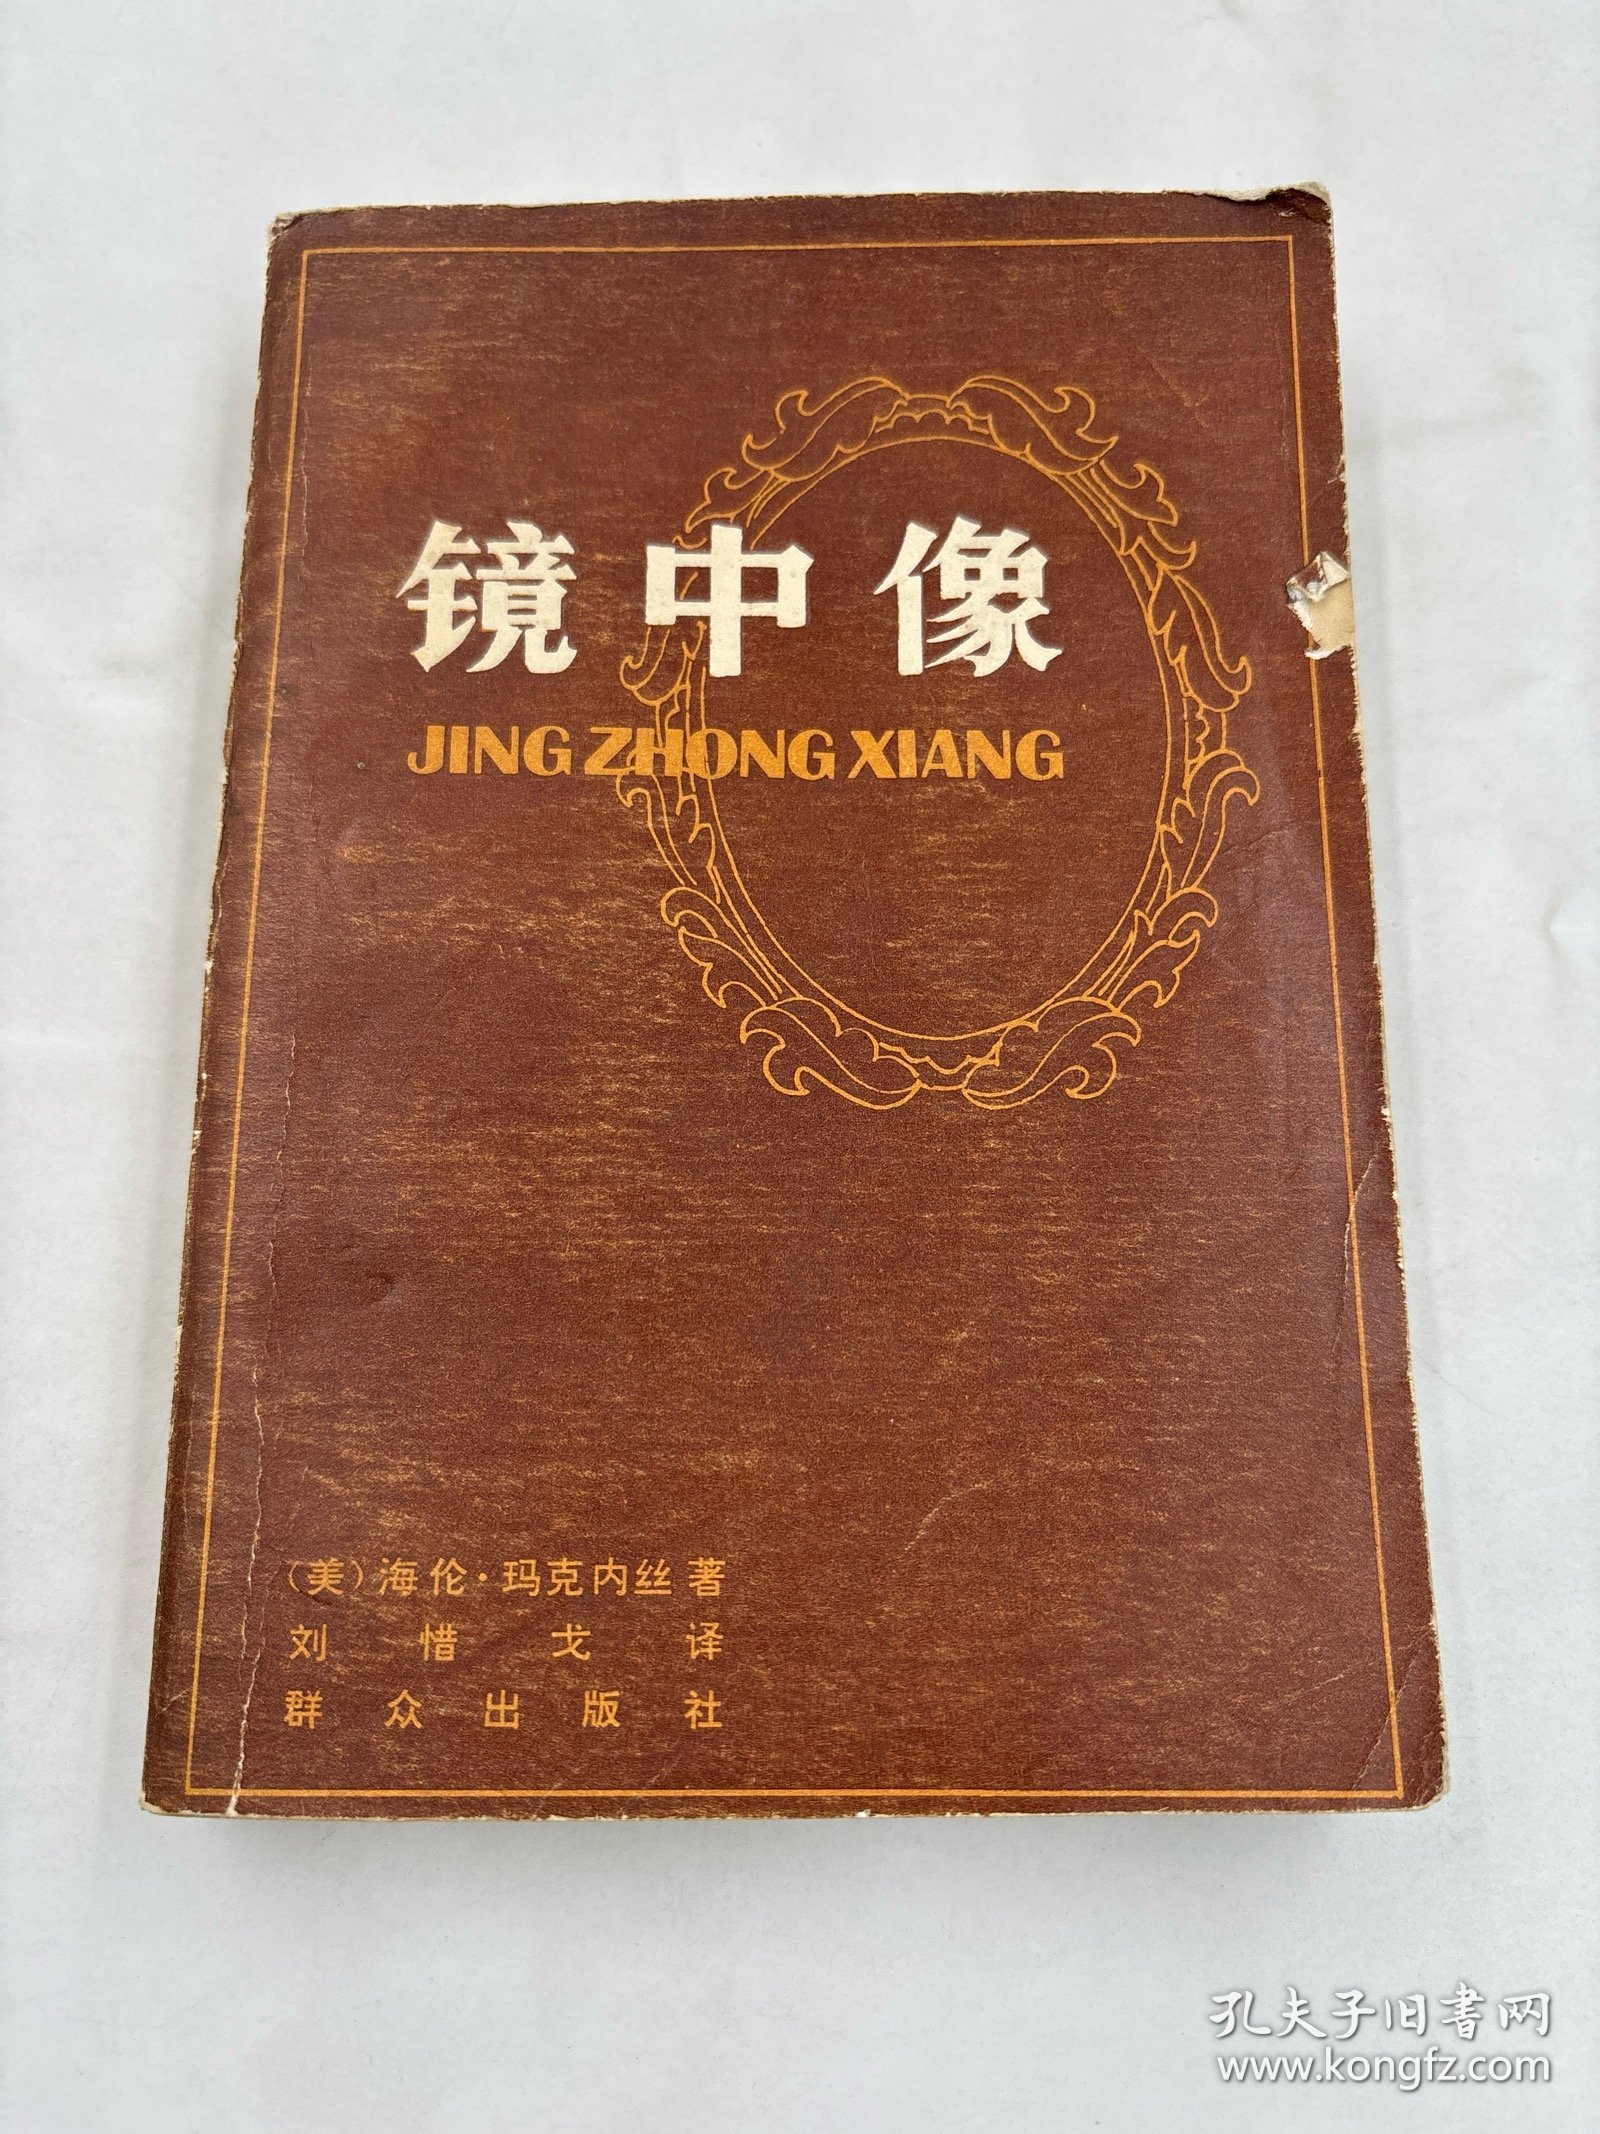 镜中像
JING ZHONG XIANG
（美）海伦·玛克内丝著
刘惜戈译
群众出版社
孔夫子旧书网
www.kongfz.com